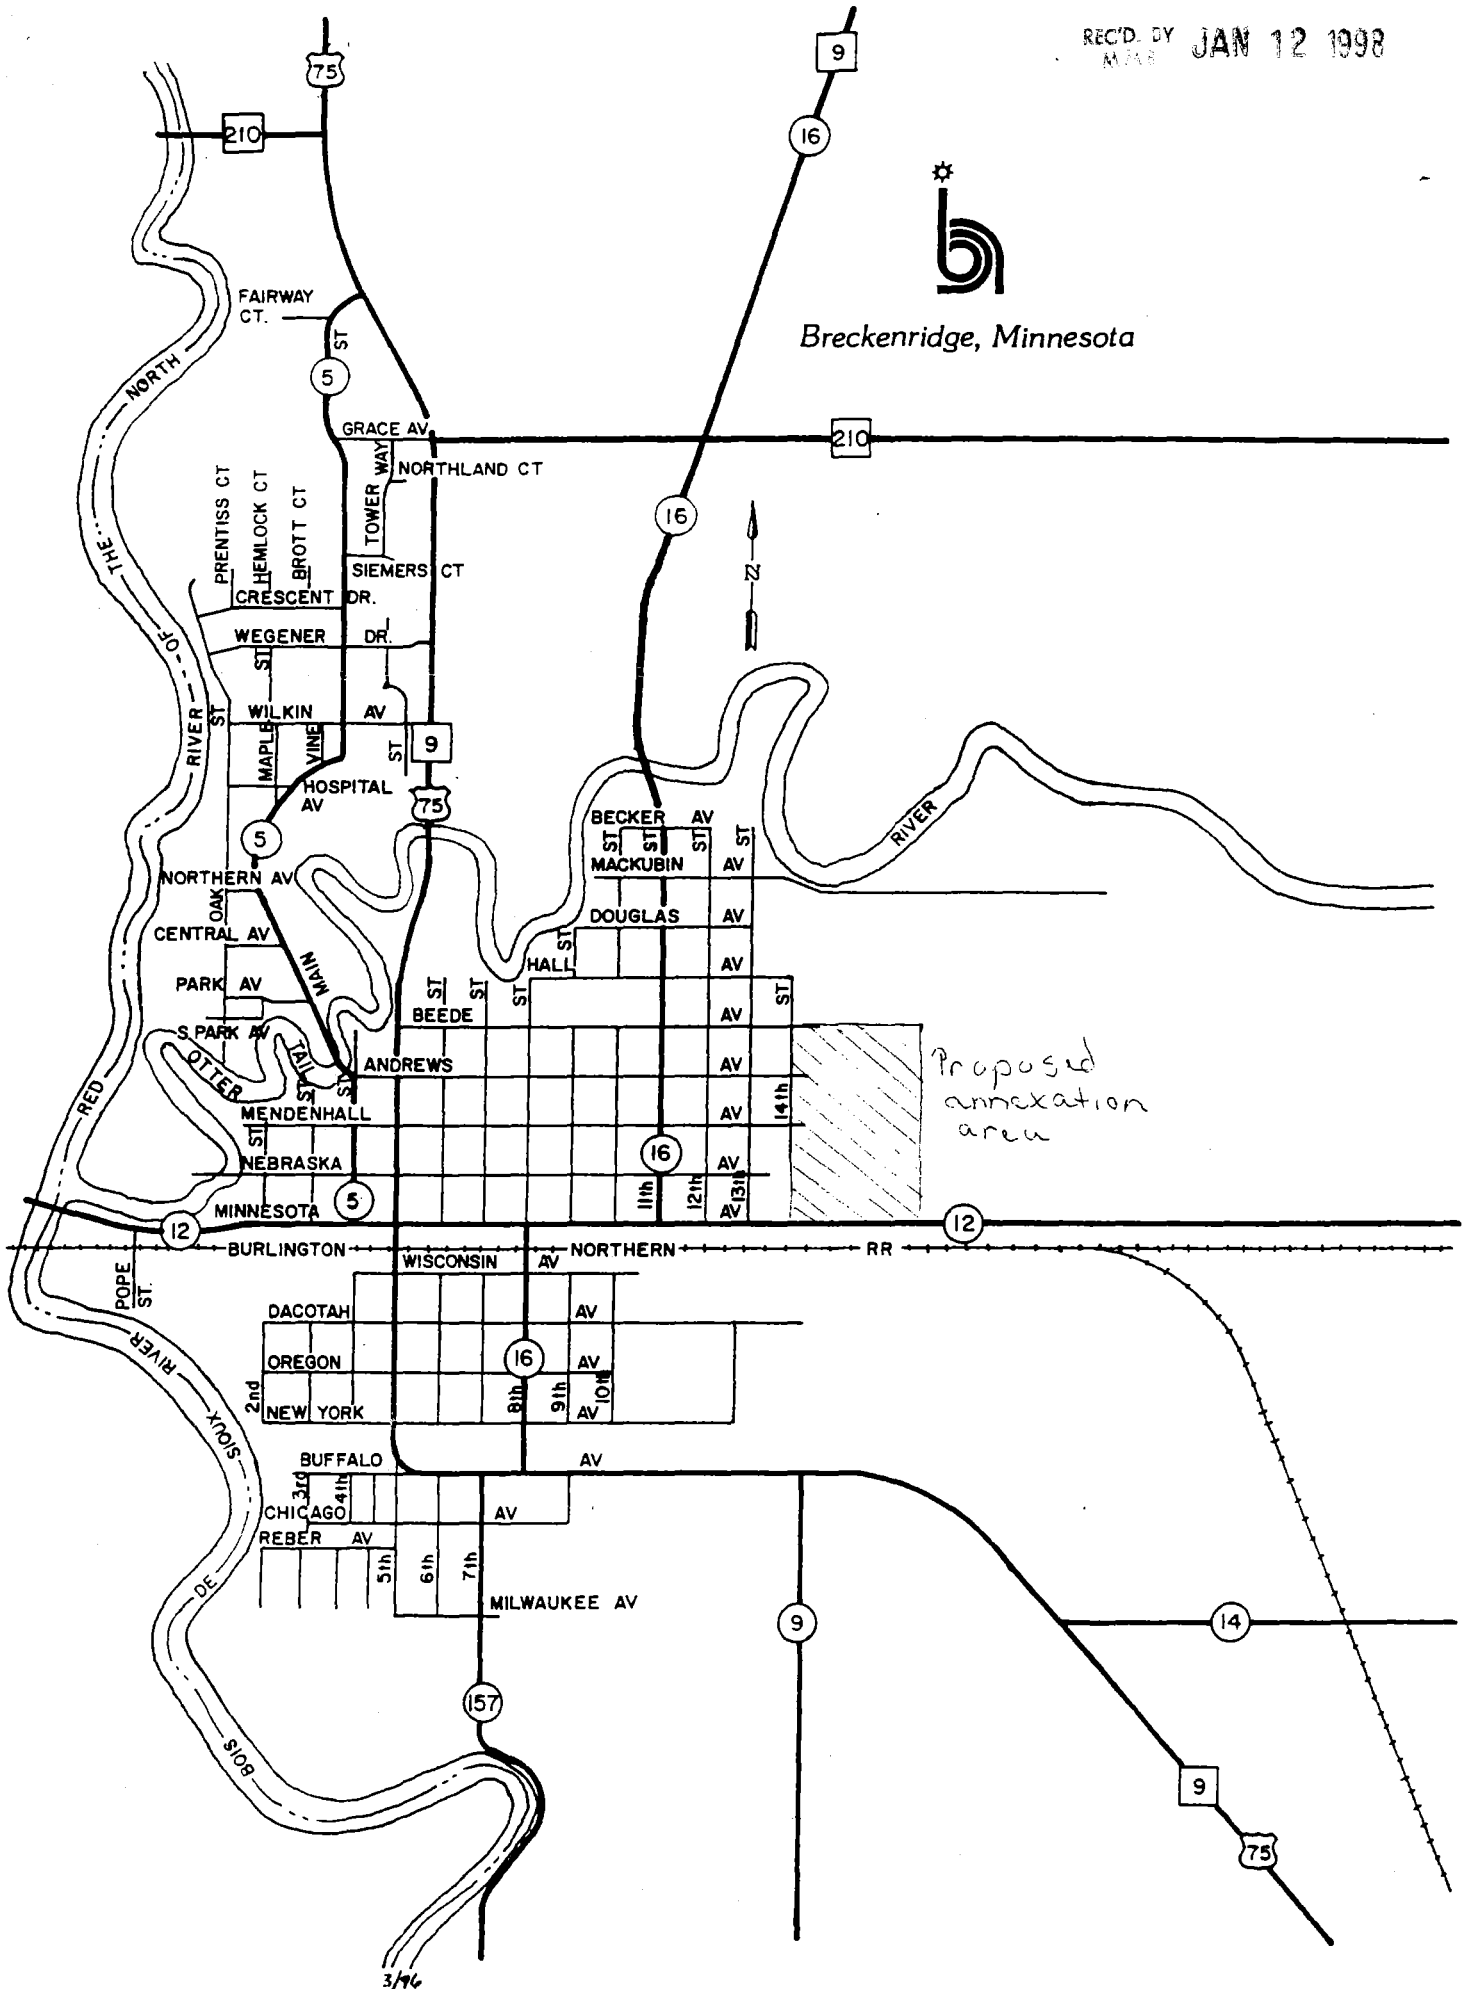 REC'D. BY JAN 12 1998
75
9
210
16
Breckenridge, Minnesota
FAIRWAY
CT.
ST
5
NORTH
GRACE AV
210
TOWER WAY
NORTHLAND CT
PRENTISS CT
HEMLOCK CT
BROTT CT
16
N
THE
SIEMERS CT
CRESCENT DR.
OF
WEGENER DR.
ST
RIVER
ST
WILKIN AV
MAPLE
VINE
ST
9
HOSPITAL
AV
75
5
BECKER AV
ST
ST
ST
ST
RIVER
MACKUBIN AV
NORTHERN AV
OAK
DOUGLAS AV
CENTRAL AV
MAIN
ST
HALL AV
PARK AV
ST
ST
ST
ST
BEEDE AV
S. PARK AV
OTTER
TAIL
ANDREWS AV
Proposed
annexation
area
RED
ST
ST
MENDENHALL AV
14th
ST
NEBRASKA AV
16
11th
12th
13th
MINNESOTA AV
5
12
12
BURLINGTON NORTHERN RR
WISCONSIN AV
POPE
ST.
DACOTAH AV
RIVER
OREGON AV
16
2nd
8th
9th
10th
NEW YORK AV
SIOUX
BUFFALO AV
3rd
4th
CHICAGO AV
REBER AV
5th
6th
7th
DE
MILWAUKEE AV
9
14
157
BOIS
9
75
3/96